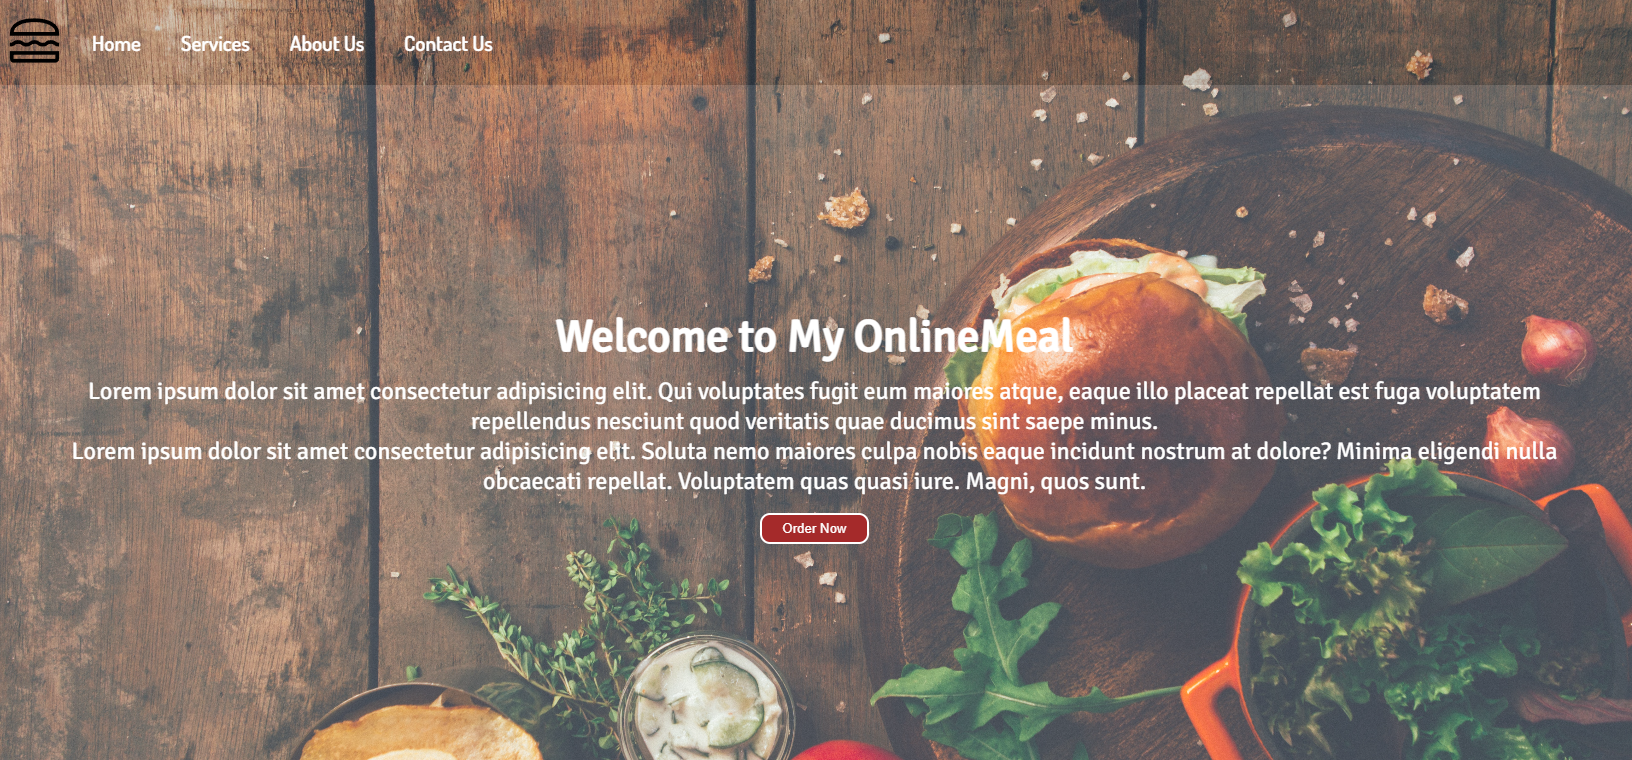 Home Services About Us Contact Us
Welcome to My OnlineMeal
Lorem ipsum dolor sit amet consectetur adipisicing elit. Qui voluptates fugit eum maiores atque, eaque illo placeat repellat est fuga voluptatem
repellendus nesciunt quod veritatis quae ducimus sint saepe minus.
Lorem ipsum dolor sit amet consectetur adipisicing elit. Soluta nemo maiores culpa nobis eaque incidunt nostrum at dolore? Minima eligendi nulla
obcaecati repellat. Voluptatem quas quasi iure. Magni, quos sunt.
Order Now